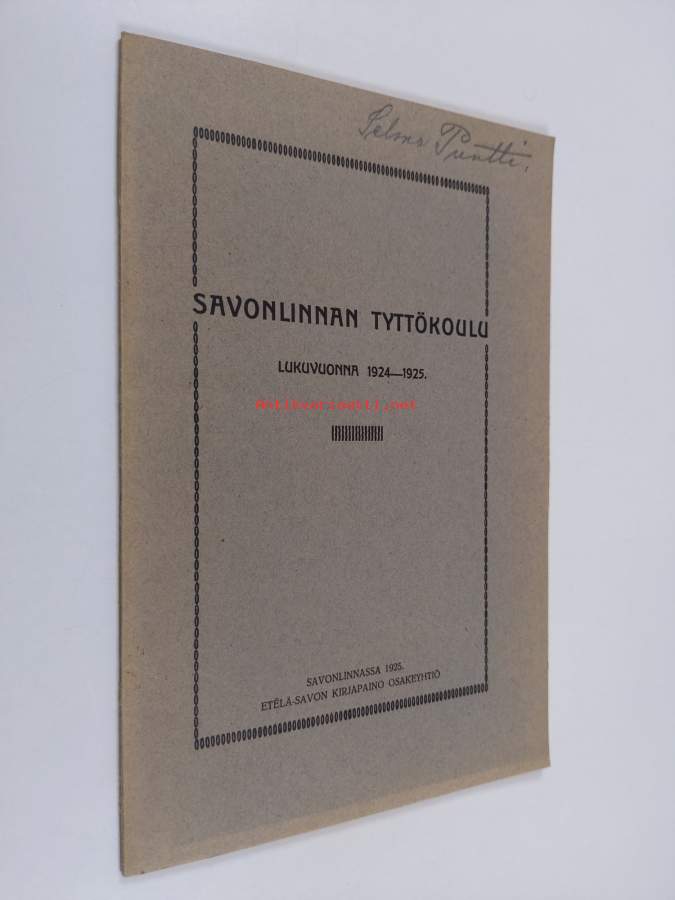 Selma Puntti.
SAVONLINNAN TYTTÖKOULU
LUKUVUONNA 1924—1925.
antikvariaatti.net
SAVONLINNASSA 1925.
ETELÄ-SAVON KIRJAPAINO OSAKEYHTIÖ